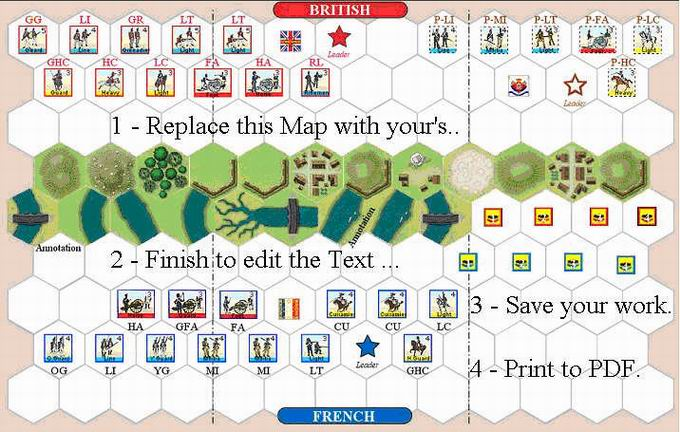 BRITISH
GG LI GR LT LT P-LI P-MI P-LT P-FA P-LC
Leader
GHC HC LC FA HA RL P-HC
Leader
1 - Replace this Map with your's..
Annotation
Annotation
2 - Finish to edit the Text ...
3 - Save your work.
HA GFA FA CU CU LC
4 - Print to PDF.
OG LI YG MI MI LT Leader GHC
FRENCH